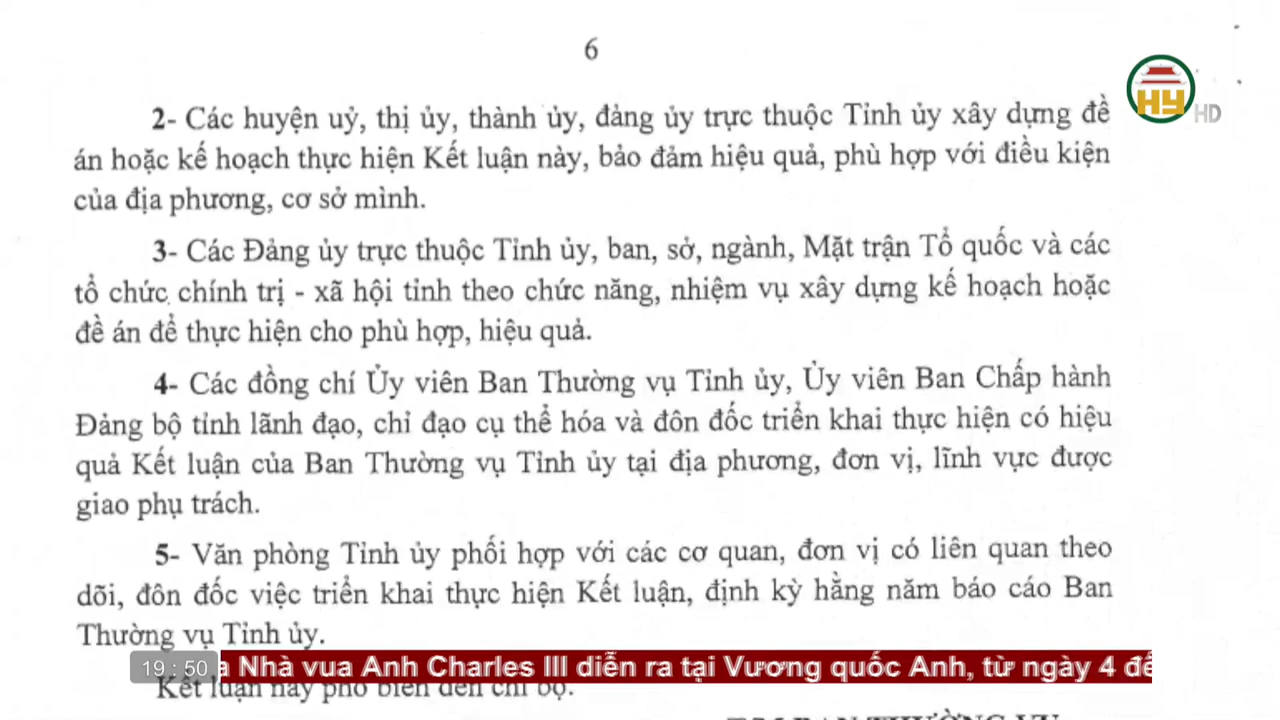 6
HY HD
2- Các huyện uỷ, thị ủy, thành ủy, đảng ủy trực thuộc Tỉnh ủy xây dựng đề
án hoặc kế hoạch thực hiện Kết luận này, bảo đảm hiệu quả, phù hợp với điều kiện
của địa phương, cơ sở mình.
3- Các Đảng ủy trực thuộc Tỉnh ủy, ban, sở, ngành, Mặt trận Tổ quốc và các
tổ chức chính trị - xã hội tỉnh theo chức năng, nhiệm vụ xây dựng kế hoạch hoặc
đề án để thực hiện cho phù hợp, hiệu quả.
4- Các đồng chí Ủy viên Ban Thường vụ Tỉnh ủy, Ủy viên Ban Chấp hành
Đảng bộ tỉnh lãnh đạo, chỉ đạo cụ thể hóa và đôn đốc triển khai thực hiện có hiệu
quả Kết luận của Ban Thường vụ Tỉnh ủy tại địa phương, đơn vị, lĩnh vực được
giao phụ trách.
5- Văn phòng Tỉnh ủy phối hợp với các cơ quan, đơn vị có liên quan theo
dõi, đôn đốc việc triển khai thực hiện Kết luận, định kỳ hằng năm báo cáo Ban
Thường vụ Tỉnh ủy.
19:50 a Nhà vua Anh Charles III diễn ra tại Vương quốc Anh, từ ngày 4 đế
Kết luận này phổ biến đến chi bộ.